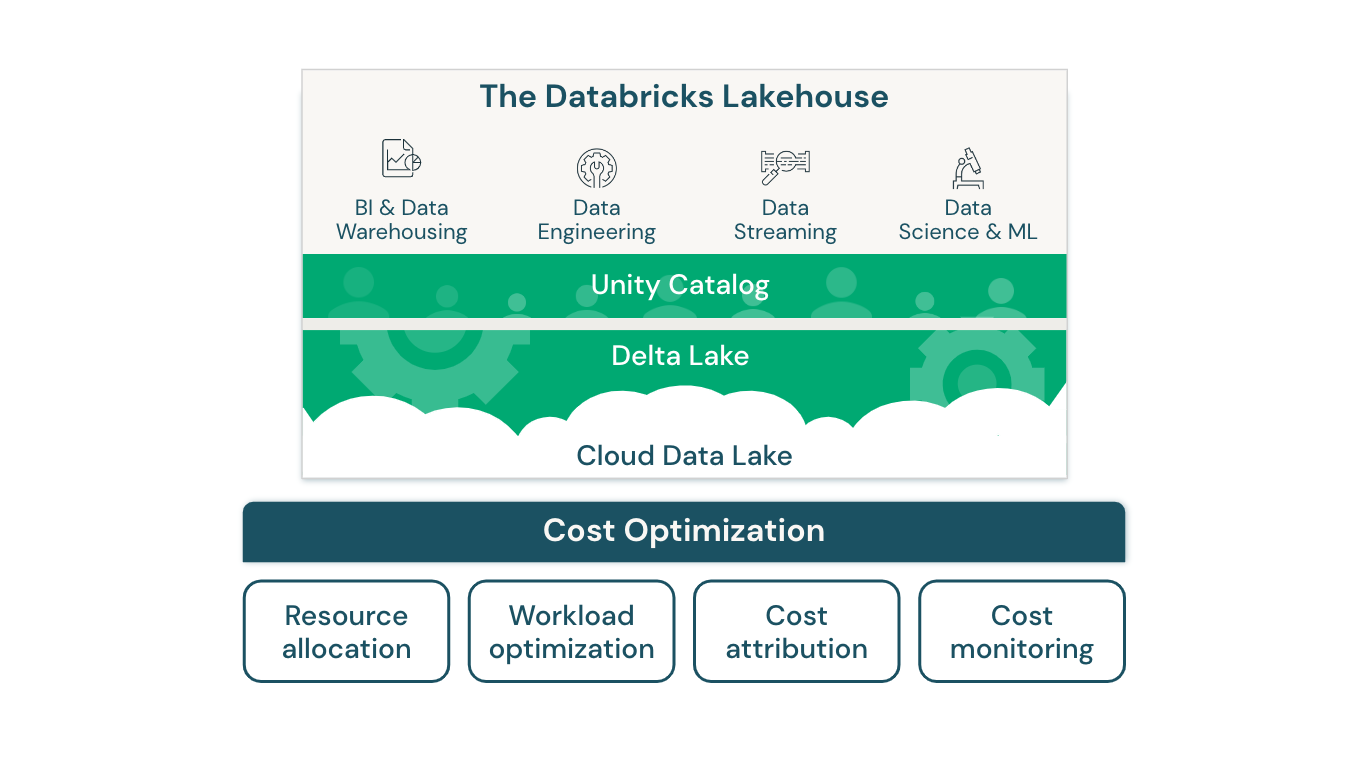 The Databricks Lakehouse
BI & Data
Warehousing
Data
Engineering
Data
Streaming
Data
Science & ML
Unity Catalog
Delta Lake
Cloud Data Lake
Cost Optimization
Resource
allocation
Workload
optimization
Cost
attribution
Cost
monitoring